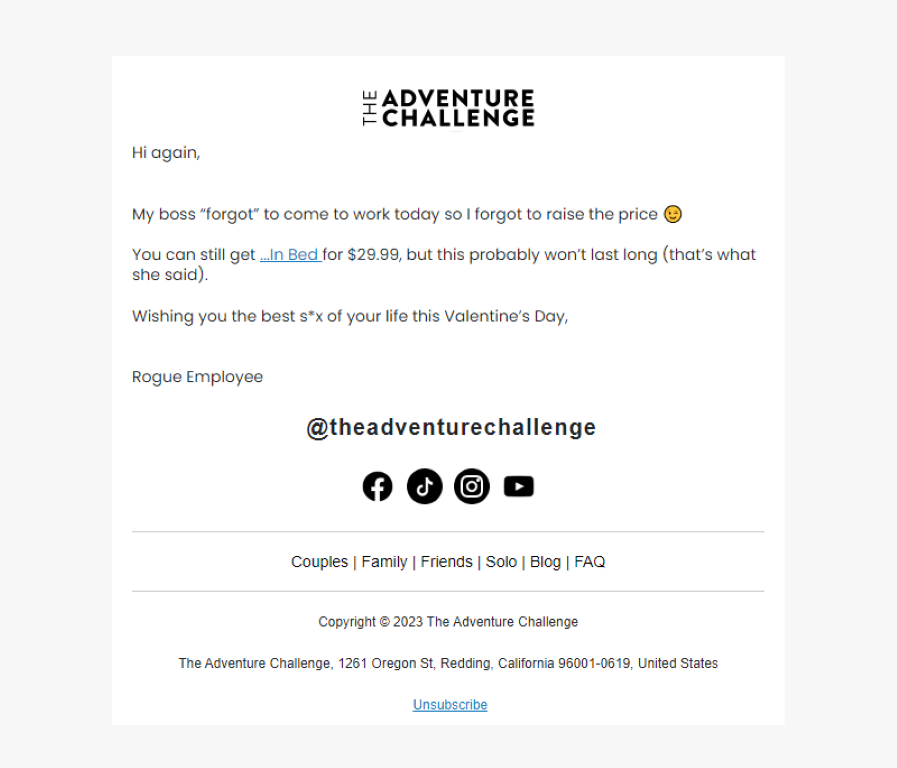 THE ADVENTURE
CHALLENGE
Hi again,
My boss “forgot” to come to work today so I forgot to raise the price 😉
You can still get ...In Bed for $29.99, but this probably won’t last long (that’s what
she said).
Wishing you the best s*x of your life this Valentine’s Day,
Rogue Employee
@theadventurechallenge
Couples | Family | Friends | Solo | Blog | FAQ
Copyright © 2023 The Adventure Challenge
The Adventure Challenge, 1261 Oregon St, Redding, California 96001-0619, United States
Unsubscribe